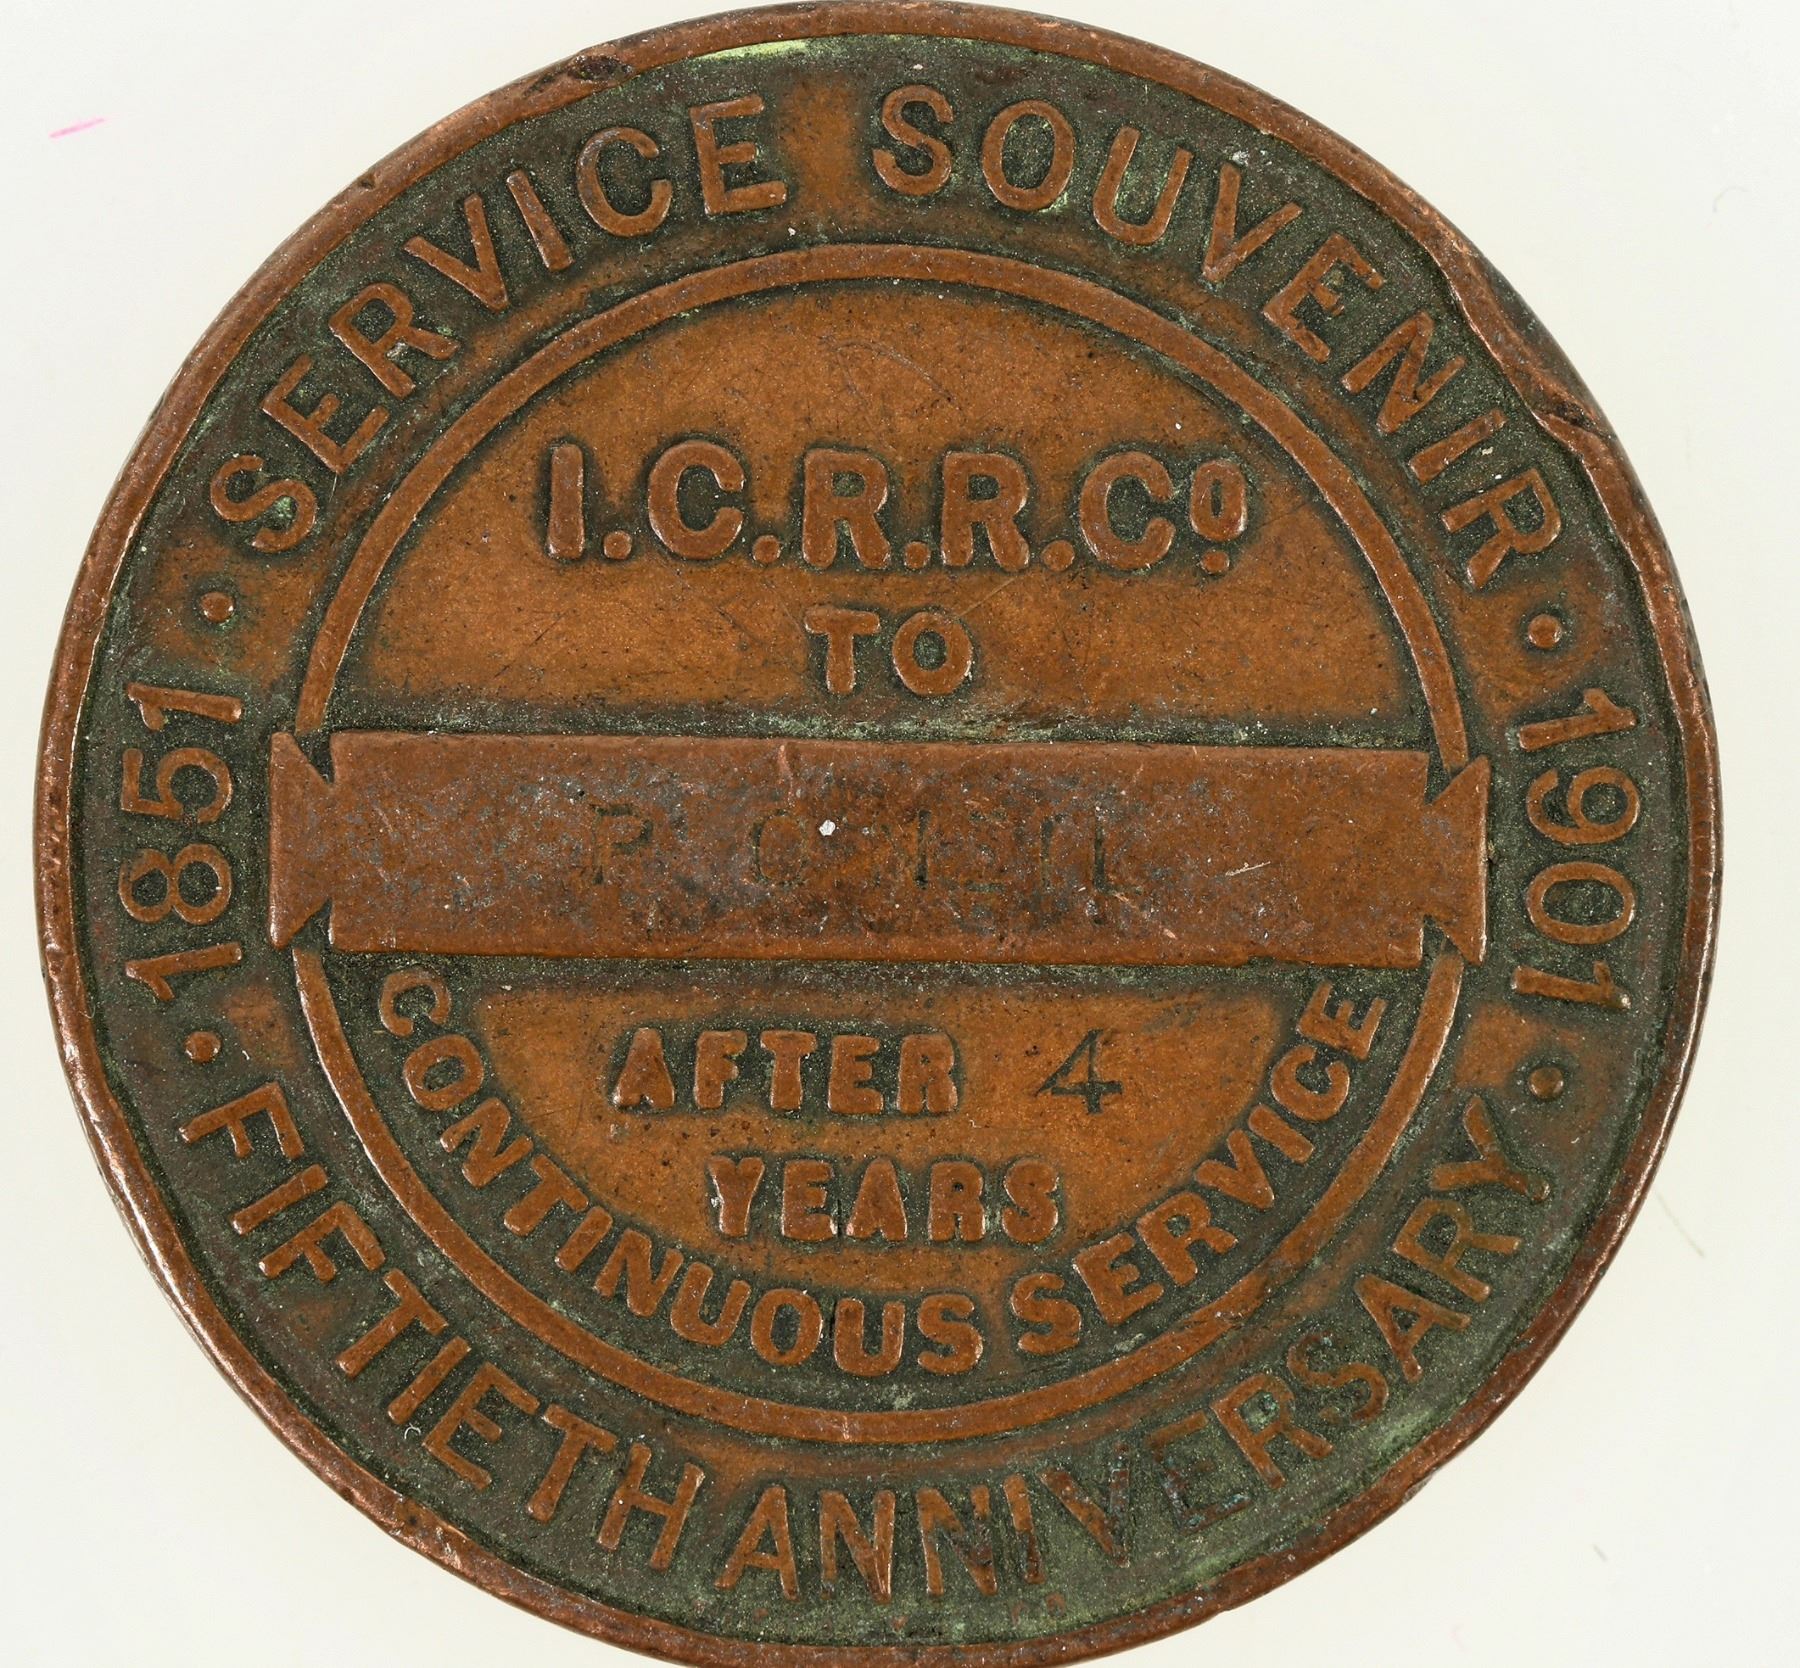 · SERVICE SOUVENIR ·
1851
1901
· FIFTIETH ANNIVERSARY ·
I.C.R.R.Co
TO
AFTER 4
YEARS
CONTINUOUS SERVICE